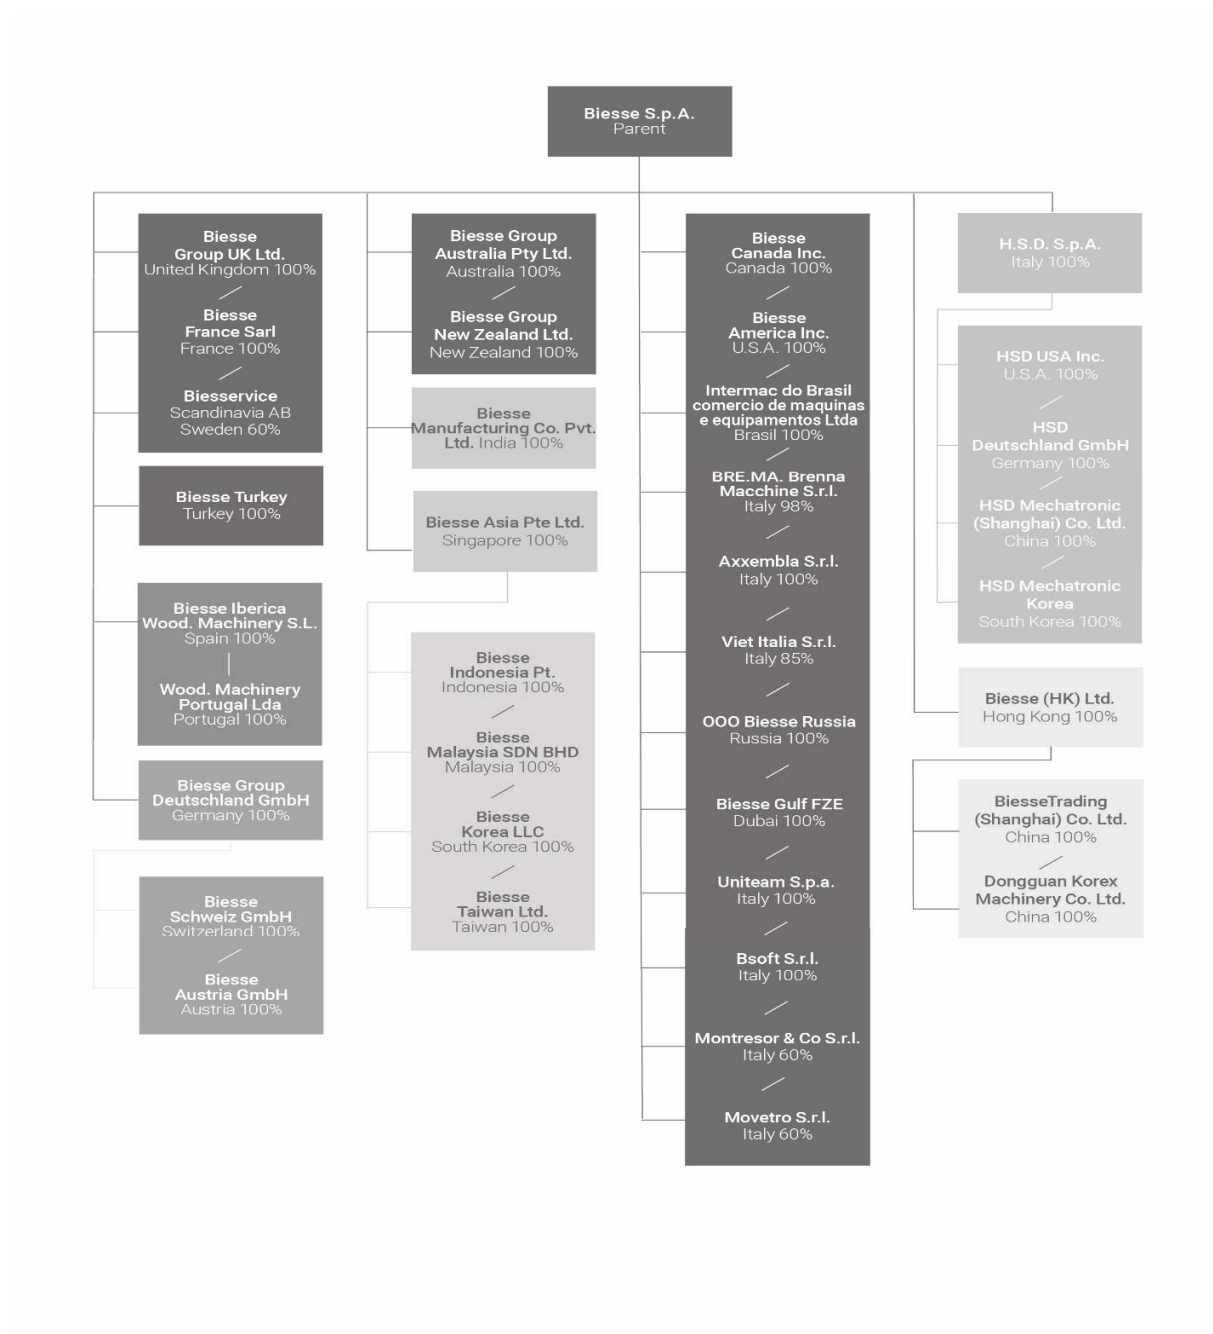 Biesse S.p.A.
Parent
Biesse
Group UK Ltd.
United Kingdom 100%
Biesse
France Sarl
France 100%
Biesservice
Scandinavia AB
Sweden 60%
Biesse Turkey
Turkey 100%
Biesse Iberica
Wood. Machinery S.L.
Spain 100%
Wood. Machinery
Portugal Lda
Portugal 100%
Biesse Group
Deutschland GmbH
Germany 100%
Biesse
Schweiz GmbH
Switzerland 100%
Biesse
Austria GmbH
Austria 100%
Biesse Group
Australia Pty Ltd.
Australia 100%
Biesse Group
New Zealand Ltd.
New Zealand 100%
Biesse
Manufacturing Co. Pvt.
Ltd. India 100%
Biesse Asia Pte Ltd.
Singapore 100%
Biesse
Indonesia Pt.
Indonesia 100%
Biesse
Malaysia SDN BHD
Malaysia 100%
Biesse
Korea LLC
South Korea 100%
Biesse
Taiwan Ltd.
Taiwan 100%
Biesse
Canada Inc.
Canada 100%
Biesse
America Inc.
U.S.A. 100%
Intermac do Brasil
comercio de maquinas
e equipamentos Ltda
Brasil 100%
BRE.MA. Brenna
Macchine S.r.l.
Italy 98%
Axxembla S.r.l.
Italy 100%
Viet Italia S.r.l.
Italy 85%
OOO Biesse Russia
Russia 100%
Biesse Gulf FZE
Dubai 100%
Uniteam S.p.a.
Italy 100%
Bsoft S.r.l.
Italy 100%
Montresor & Co S.r.l.
Italy 60%
Movetro S.r.l.
Italy 60%
H.S.D. S.p.A.
Italy 100%
HSD USA Inc.
U.S.A. 100%
HSD
Deutschland GmbH
Germany 100%
HSD Mechatronic
(Shanghai) Co. Ltd.
China 100%
HSD Mechatronic
Korea
South Korea 100%
Biesse (HK) Ltd.
Hong Kong 100%
BiesseTrading
(Shanghai) Co. Ltd.
China 100%
Dongguan Korex
Machinery Co. Ltd.
China 100%